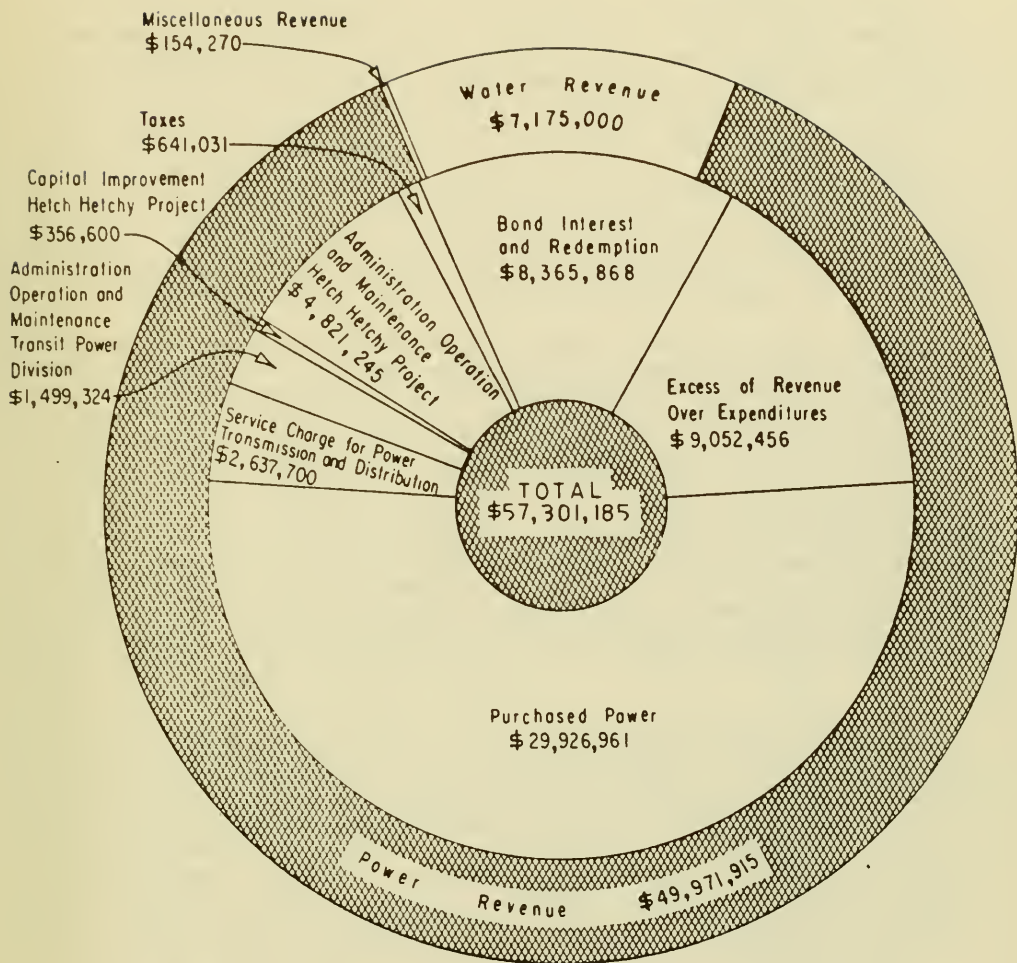 Miscellaneous Revenue
$154,270
Taxes
$641,031
Capital Improvement
Hetch Hetchy Project
$356,600
Administration
Operation and
Maintenance
Transit Power
Division
$1,499,324
Water Revenue
$7,175,000
Bond Interest
and Redemption
$8,365,868
Administration Operation
and Maintenance
Hetch Hetchy Project
$4,821,245
Excess of Revenue
Over Expenditures
$9,052,456
Service Charge for Power
Transmission and Distribution
$2,637,700
TOTAL
$57,301,185
Purchased Power
$29,926,961
Power Revenue $49,971,915